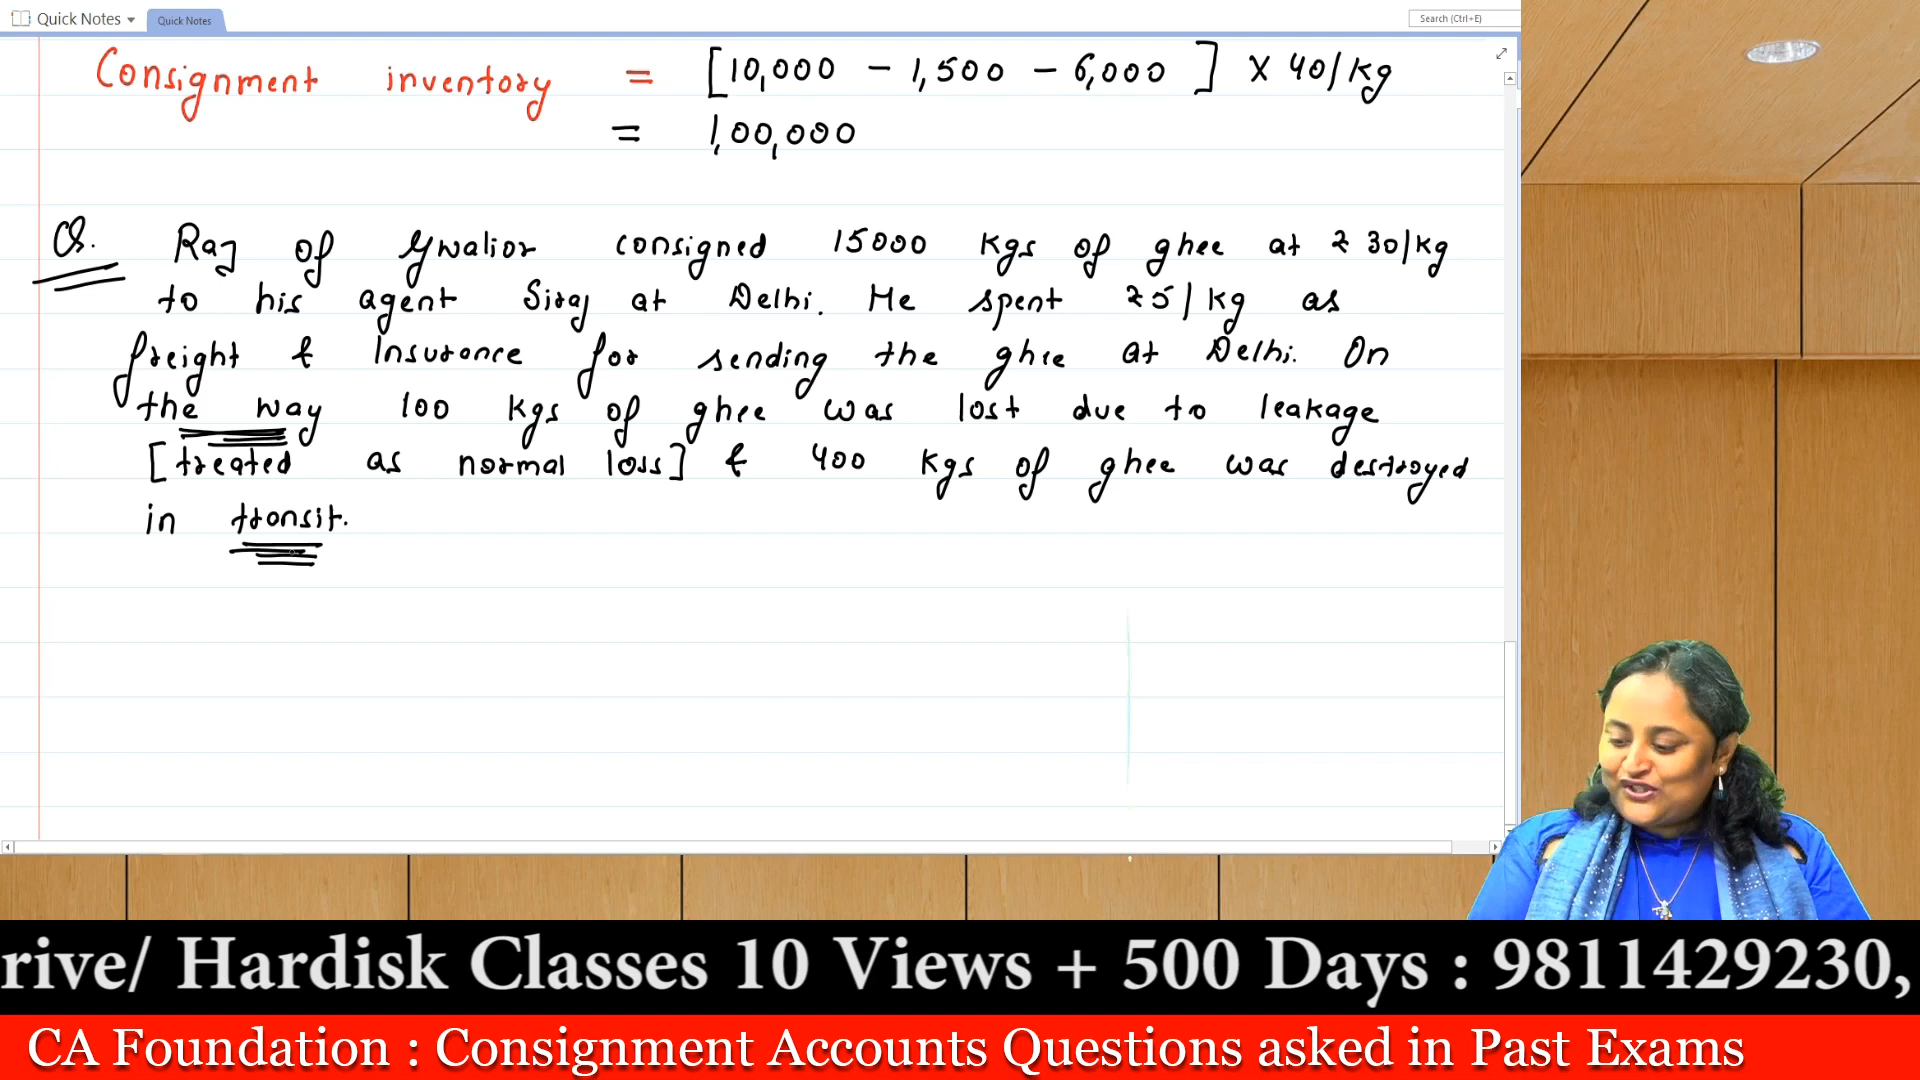 Quick Notes
Quick Notes
Search (Ctrl+E)
Consignment inventory = [10,000 - 1,500 - 6,000] X 40/kg
= 1,00,000
Q. Raj of Gwalior consigned 15000 kgs of ghee at ₹ 30/kg
to his agent Siraj at Delhi. He spent ₹5/kg as
freight & Insurance for sending the ghee at Delhi. On
the way 100 kgs of ghee was lost due to leakage
[treated as normal loss] & 400 kgs of ghee was destroyed
in transit.
rive/ Hardisk Classes 10 Views + 500 Days : 9811429230,
CA Foundation : Consignment Accounts Questions asked in Past Exams